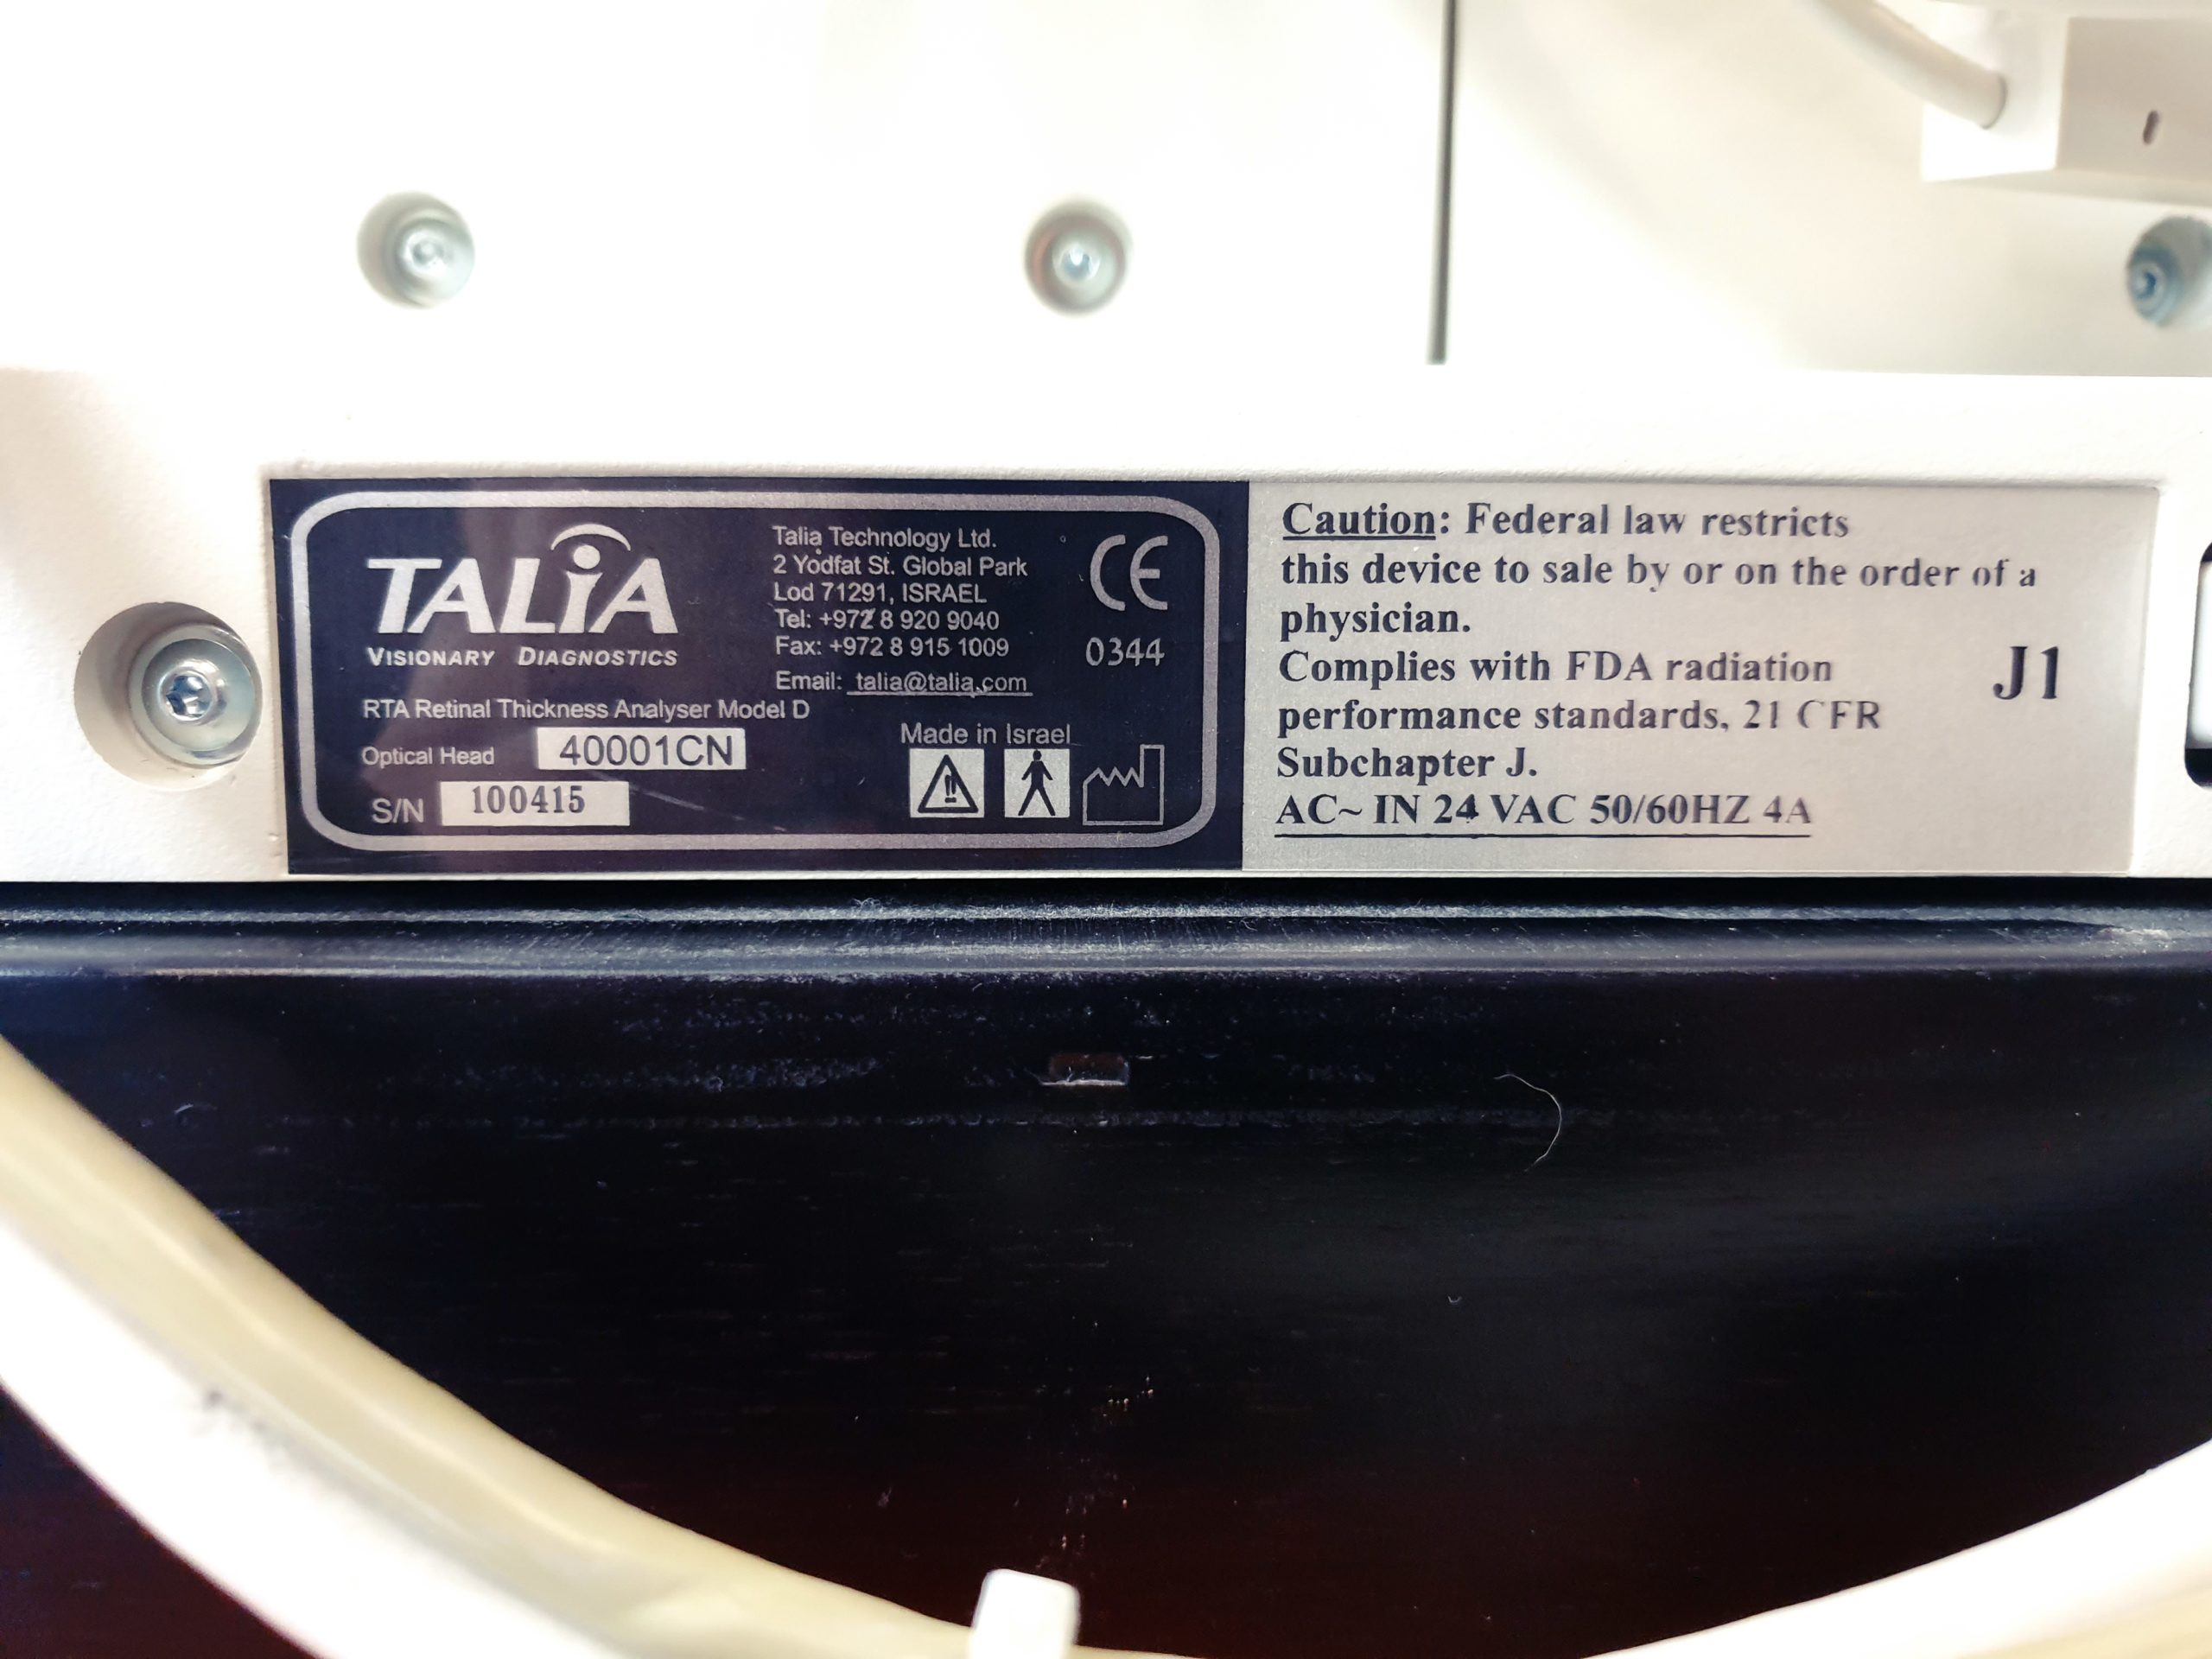 TALiA
VISIONARY DIAGNOSTICS
RTA Retinal Thickness Analyser Model D
Optical Head 40001CN
S/N 100415
Talia Technology Ltd.
2 Yodfat St. Global Park
Lod 71291, ISRAEL
Tel: +972 8 920 9040
Fax: +972 8 915 1009
Email: talia@talia.com
Made in Israel
CE
0344
Caution: Federal law restricts
this device to sale by or on the order of a
physician.
Complies with FDA radiation
performance standards, 21 CFR
Subchapter J.
AC~ IN 24 VAC 50/60HZ 4A
J1